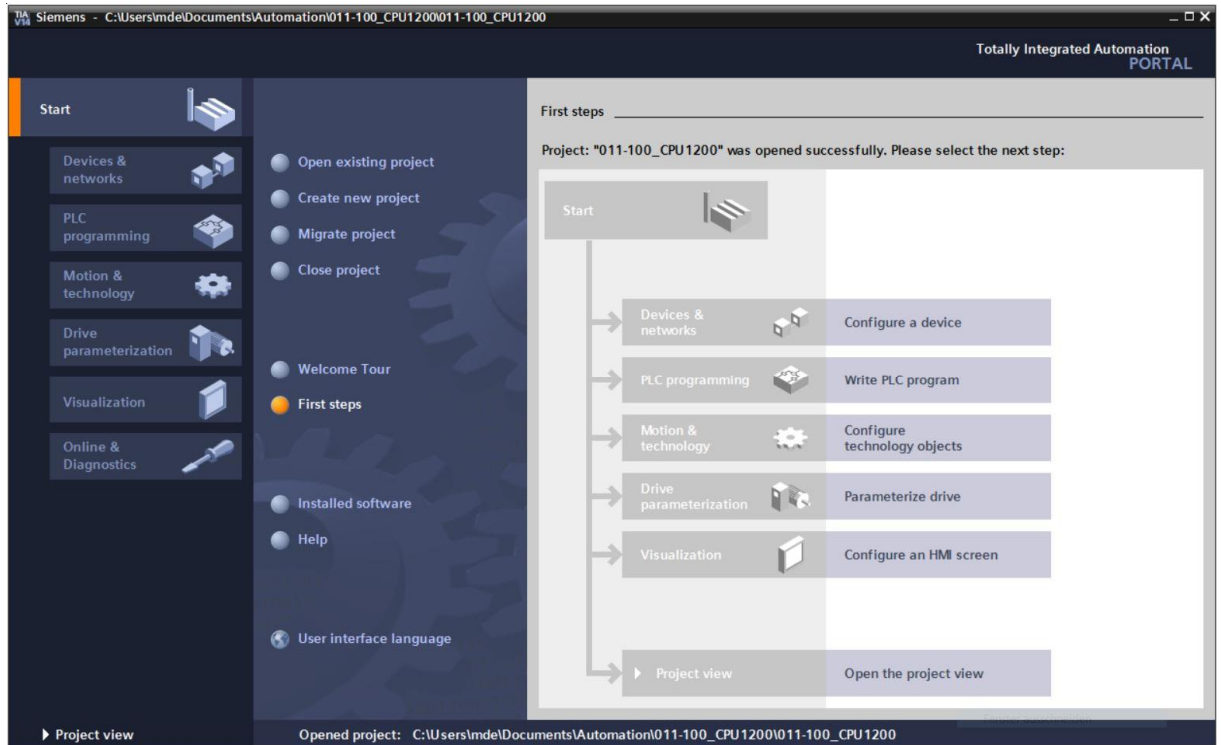 TIA
V14
Siemens - C:\Users\mde\Documents\Automation\011-100_CPU1200\011-100_CPU1200
Totally Integrated Automation
PORTAL
Start
Devices &
networks
PLC
programming
Motion &
technology
Drive
parameterization
Visualization
Online &
Diagnostics
Open existing project
Create new project
Migrate project
Close project
Welcome Tour
First steps
Installed software
Help
User interface language
First steps
Project: "011-100_CPU1200" was opened successfully. Please select the next step:
Start
Devices &
networks
Configure a device
PLC programming
Write PLC program
Motion &
technology
Configure
technology objects
Drive
parameterization
Parameterize drive
Visualization
Configure an HMI screen
Project view
Open the project view
Project view
Opened project: C:\Users\mde\Documents\Automation\011-100_CPU1200\011-100_CPU1200